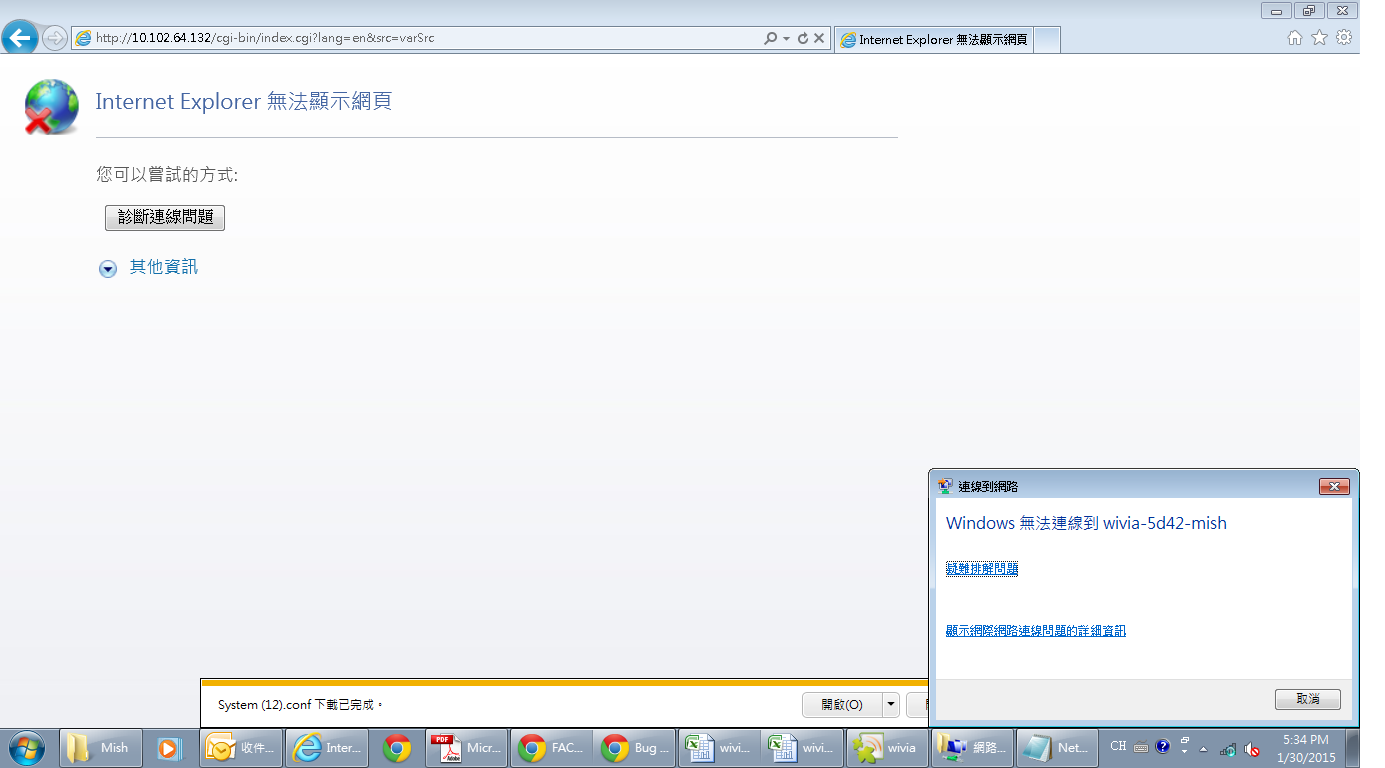 http://10.102.64.132/cgi-bin/index.cgi?lang=en&src=varSrc
Internet Explorer 無法顯示網頁
Internet Explorer 無法顯示網頁
您可以嘗試的方式:
診斷連線問題
其他資訊
連線到網路
Windows 無法連線到 wivia-5d42-mish
疑難排解問題
顯示網際網路連線問題的詳細資訊
取消
System (12).conf 下載已完成。
開啟(O)
Mish
收件...
Inter...
PDF
Adobe
Micr...
FAC...
Bug ...
wivi...
wivi...
wivia
網路...
Net...
CH
5:34 PM
1/30/2015